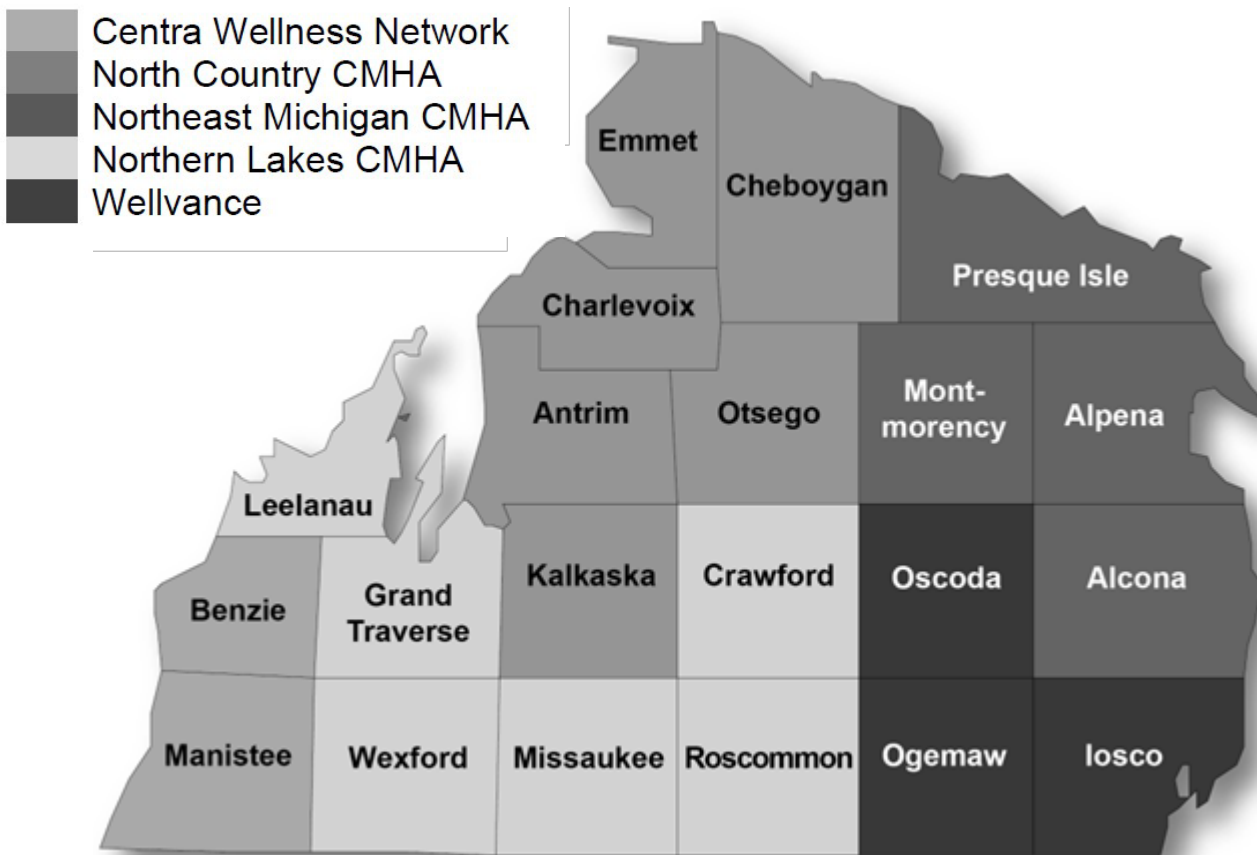 Centra Wellness Network
North Country CMHA
Northeast Michigan CMHA
Northern Lakes CMHA
Wellvance
Emmet
Cheboygan
Presque Isle
Charlevoix
Antrim
Otsego
Mont-
morency
Alpena
Leelanau
Benzie
Grand
Traverse
Kalkaska
Crawford
Oscoda
Alcona
Manistee
Wexford
Missaukee
Roscommon
Ogemaw
Iosco